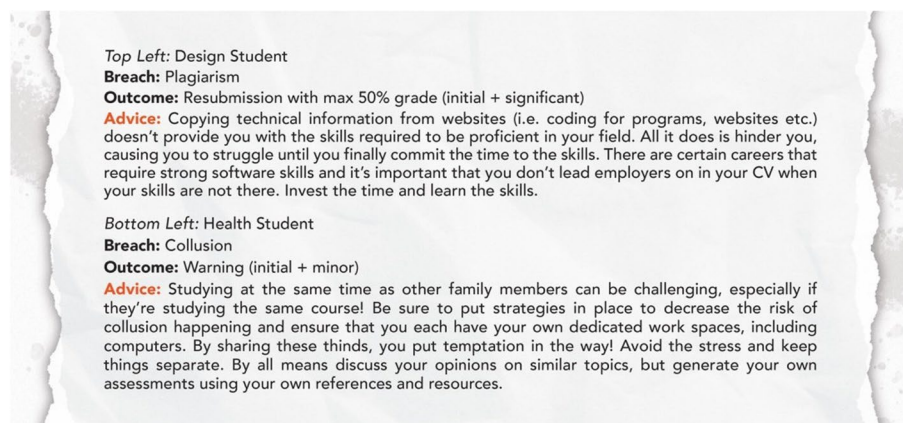 Top Left: Design Student
Breach: Plagiarism
Outcome: Resubmission with max 50% grade (initial + significant)
Advice: Copying technical information from websites (i.e. coding for programs, websites etc.)
doesn't provide you with the skills required to be proficient in your field. All it does is hinder you,
causing you to struggle until you finally commit the time to the skills. There are certain careers that
require strong software skills and it's important that you don't lead employers on in your CV when
your skills are not there. Invest the time and learn the skills.
Bottom Left: Health Student
Breach: Collusion
Outcome: Warning (initial + minor)
Advice: Studying at the same time as other family members can be challenging, especially if
they're studying the same course! Be sure to put strategies in place to decrease the risk of
collusion happening and ensure that you each have your own dedicated work spaces, including
computers. By sharing these thinds, you put temptation in the way! Avoid the stress and keep
things separate. By all means discuss your opinions on similar topics, but generate your own
assessments using your own references and resources.